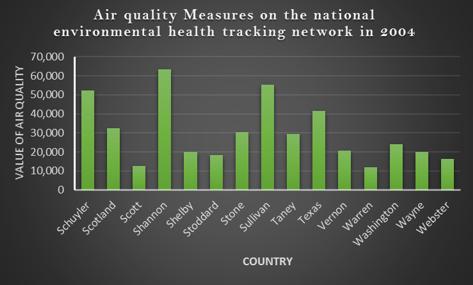 Air quality Measures on the national
environmental health tracking network in 2004
VALUE OF AIR QUALITY
70,000
60,000
50,000
40,000
30,000
20,000
10,000
0
Schuyler
Scotland
Scott
Shannon
Shelby
Stoddard
Stone
Sullivan
Taney
Texas
Vernon
Warren
Washington
Wayne
Webster
COUNTRY